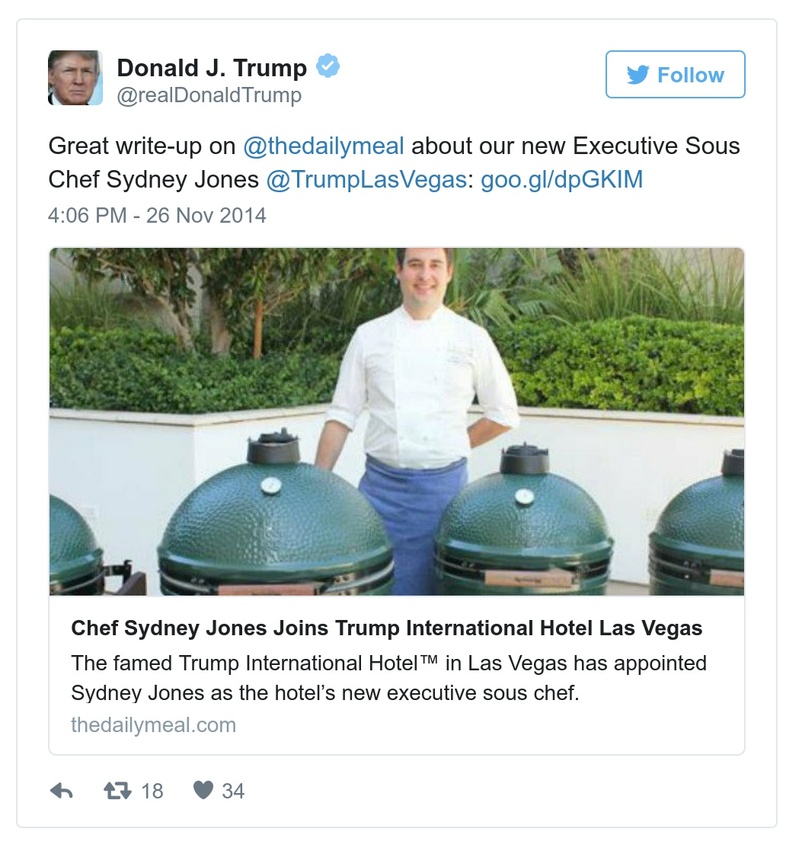 Donald J. Trump
@realDonaldTrump
Follow
Great write-up on @thedailymeal about our new Executive Sous
Chef Sydney Jones @TrumpLasVegas: goo.gl/dpGKIM
4:06 PM - 26 Nov 2014
Chef Sydney Jones Joins Trump International Hotel Las Vegas
The famed Trump International Hotel™ in Las Vegas has appointed
Sydney Jones as the hotel’s new executive sous chef.
thedailymeal.com
18
34